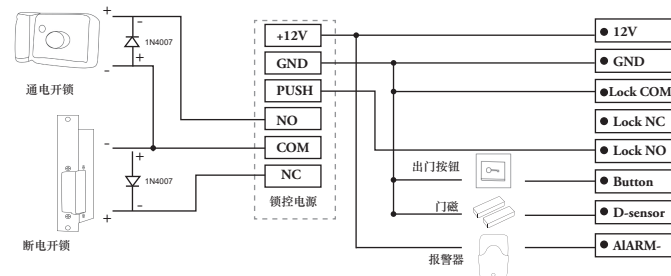 +
-
1N4007
+
-
通电开锁
-
+
1N4007
-
+
断电开锁
+12V
GND
PUSH
NO
COM
NC
锁控电源
出门按钮
门磁
报警器
12V
GND
Lock COM
Lock NC
Lock NO
Button
D-sensor
AlARM-